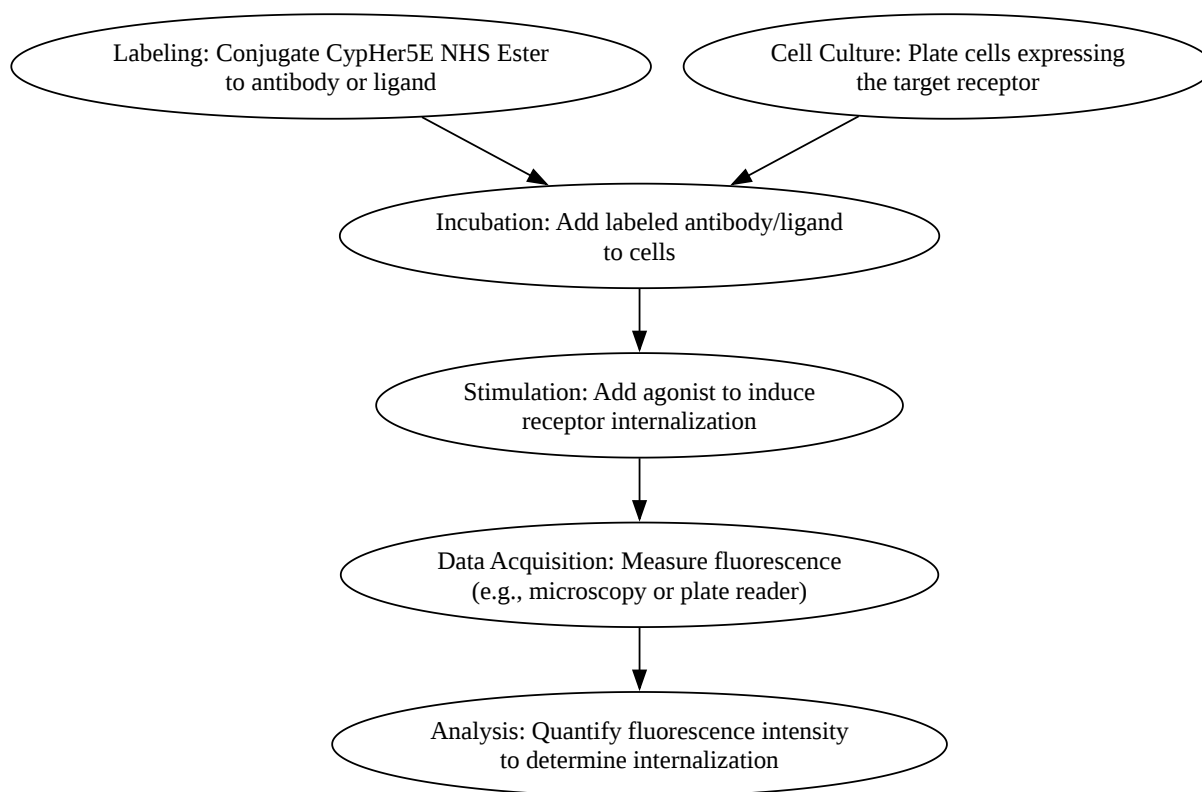 Labeling: Conjugate CypHer5E NHS Ester
to antibody or ligand
Cell Culture: Plate cells expressing
the target receptor
Incubation: Add labeled antibody/ligand
to cells
Stimulation: Add agonist to induce
receptor internalization
Data Acquisition: Measure fluorescence
(e.g., microscopy or plate reader)
Analysis: Quantify fluorescence intensity
to determine internalization